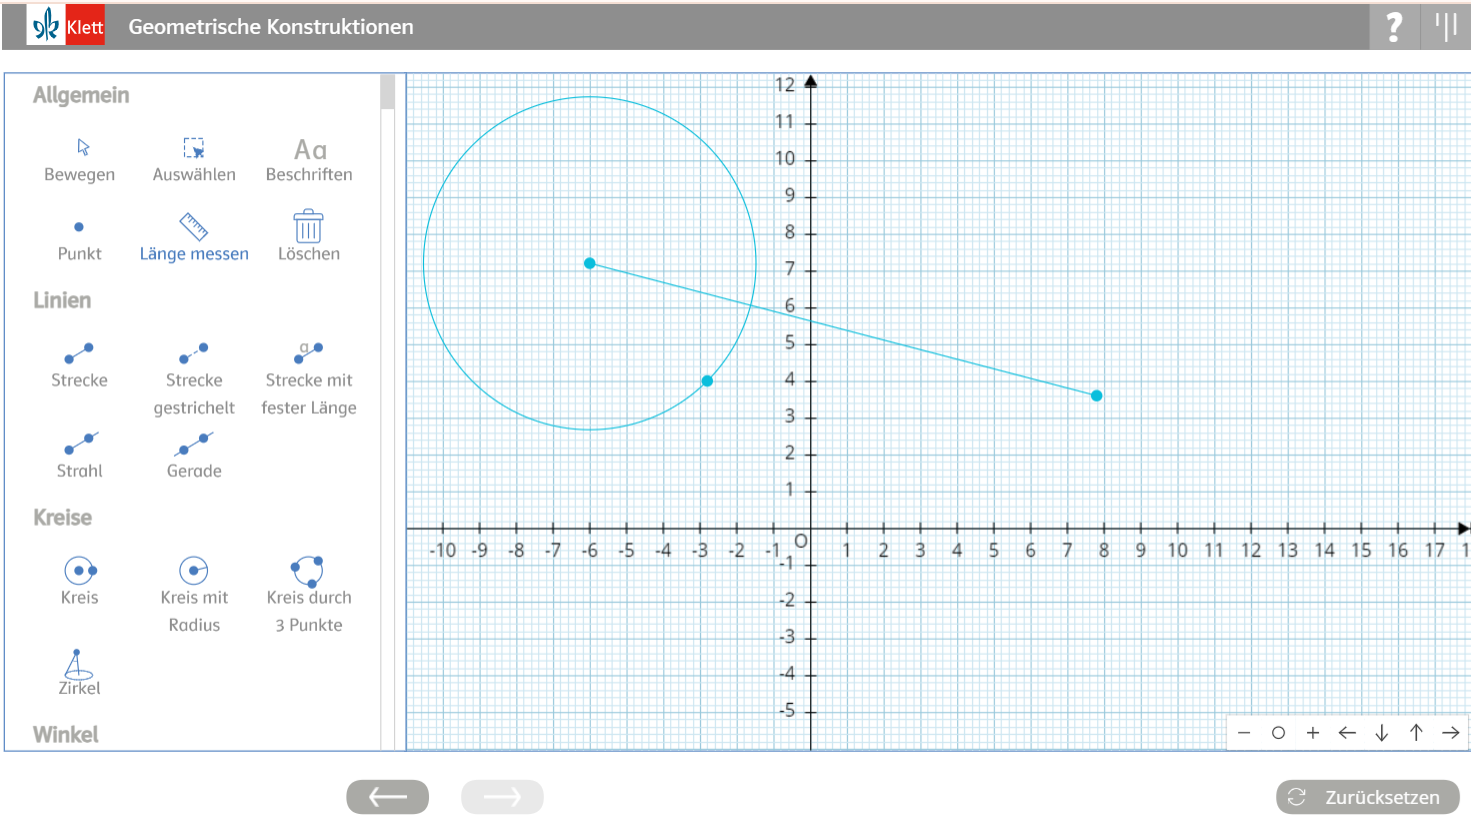 Klett Geometrische Konstruktionen ?
Allgemein
Bewegen Auswählen Aa Beschriften
Punkt Länge messen Löschen
Linien
Strecke Strecke gestrichelt a Strecke mit fester Länge
Strahl Gerade
Kreise
Kreis Kreis mit Radius Kreis durch 3 Punkte
Zirkel
Winkel
12
11
10
9
8
7
6
5
4
3
2
1
O
-10 -9 -8 -7 -6 -5 -4 -3 -2 -1 1 2 3 4 5 6 7 8 9 10 11 12 13 14 15 16 17 1
-1
-2
-3
-4
-5
− ○ + ← ↓ ↑ →
← → Zurücksetzen